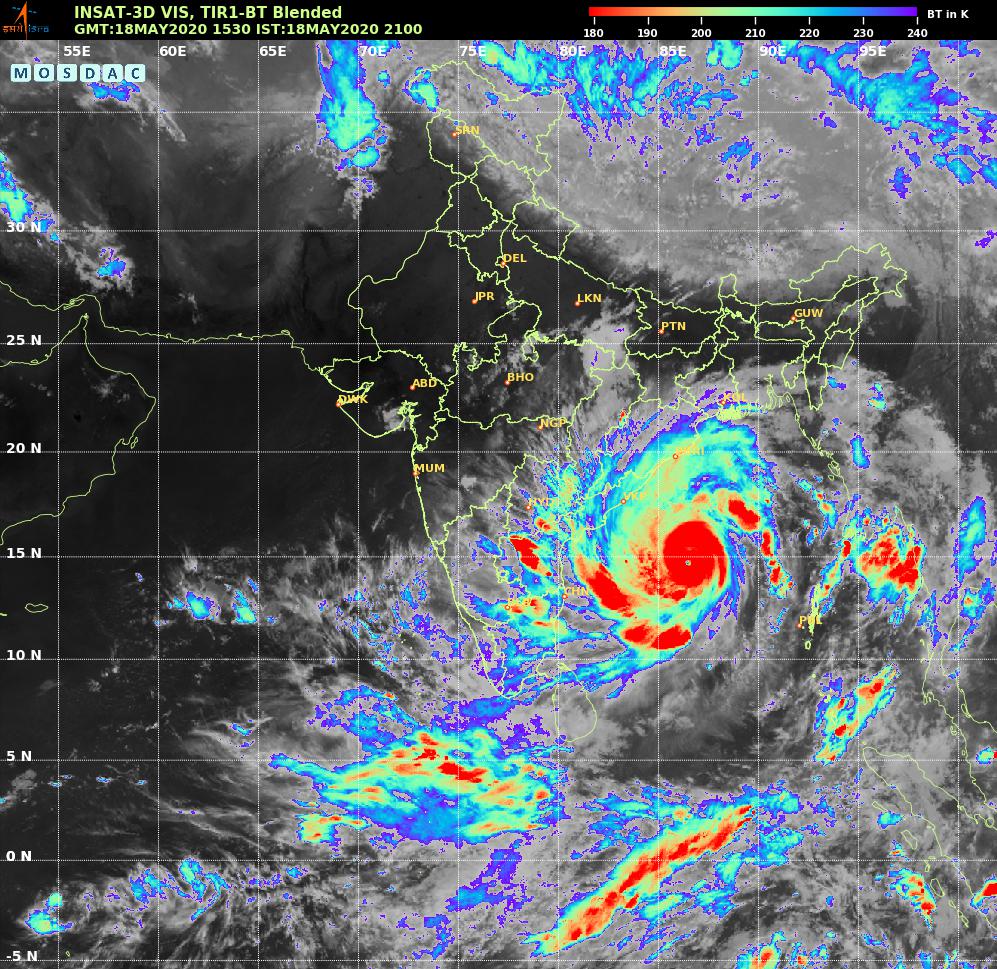 INSAT-3D VIS, TIR1-BT Blended
GMT:18MAY2020 1530 IST:18MAY2020 2100
180 190 200 210 220 230 240
BT in K
55E 60E 65E 70E 75E 80E 85E 90E 95E
MOSDAC
SRN
30 N
DEL
JPR
LKN
GUW
PTN
25 N
BHO
ABD
DWK
KOL
NGP
20 N
MUM
15 N
CHN
10 N
5 N
0 N
-5 N